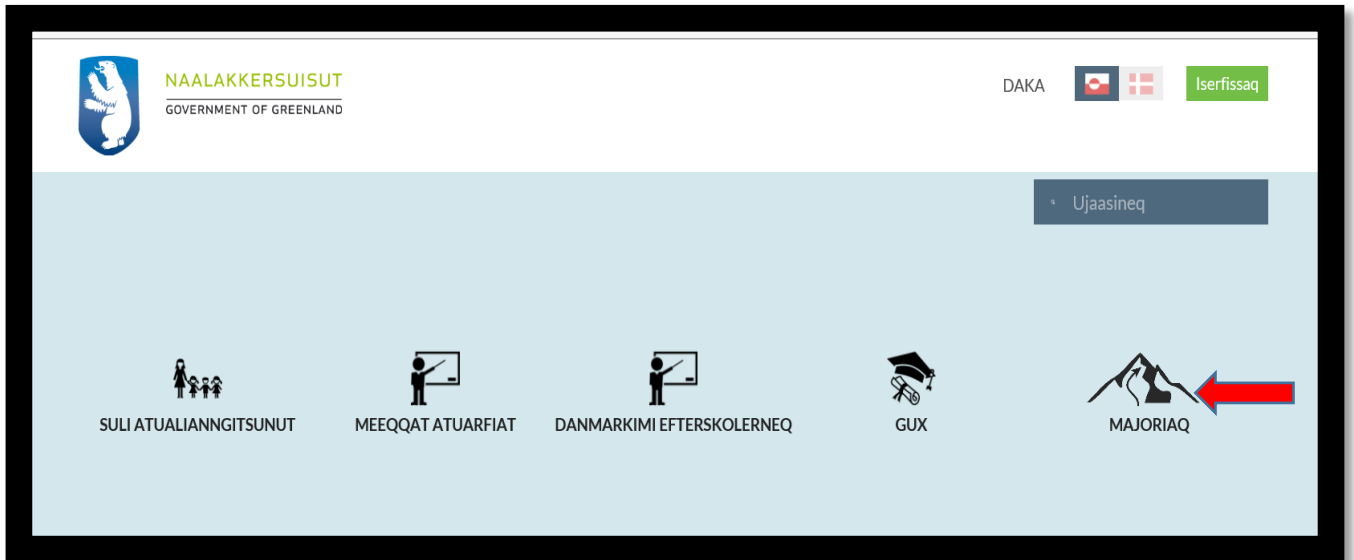 NAALAKKERSUISUT
GOVERNMENT OF GREENLAND
DAKA
Iserfissaq
Ujaasineq
SULI ATUALIANNGITSUNUT
MEEQQAT ATUARFIAT
DANMARKIMI EFTERSKOLERNEQ
GUX
MAJORIAQ